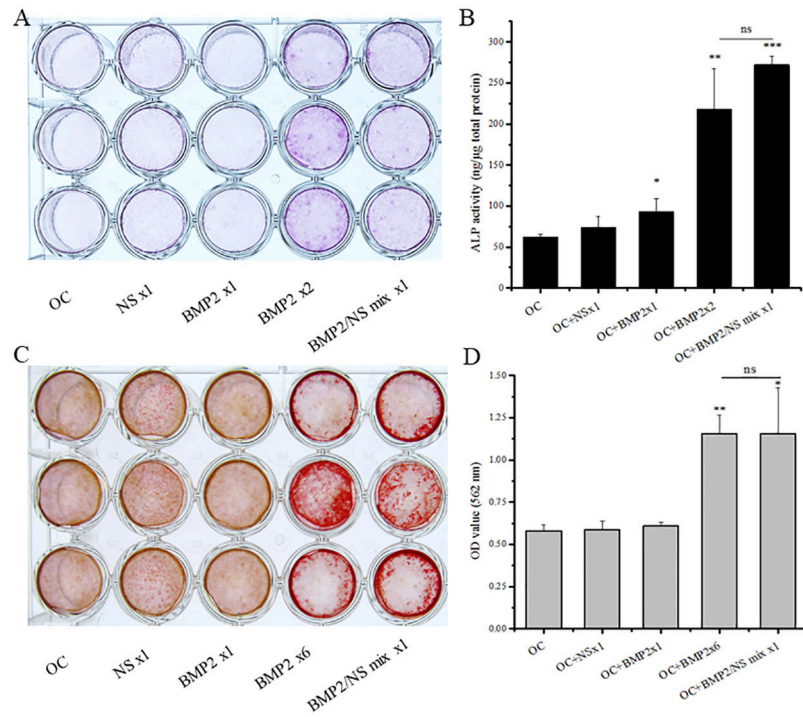 A
OC
NS x1
BMP2 x1
BMP2 x2
BMP2/NS mix x1
B
ALP activity (ng/μg total protein)
300
250
200
150
100
50
0
*
**
ns
***
OC
OC+NSx1
OC+BMP2x1
OC+BMP2x2
OC+BMP2/NS mix x1
C
OC
NS x1
BMP2 x1
BMP2 x6
BMP2/NS mix x1
D
OD value (562 nm)
1.50
1.25
1.00
0.75
0.50
0.25
0.00
**
ns
*
OC
OC+NSx1
OC+BMP2x1
OC+BMP2x6
OC+BMP2/NS mix x1